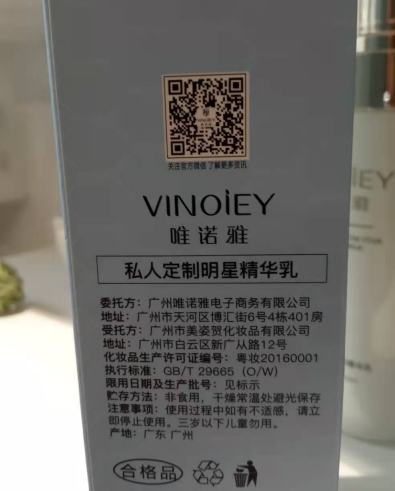 关注官方微信 了解更多资讯
VINOIEY
唯诺雅
私人定制明星精华乳
委托方：广州唯诺雅电子商务有限公司
地址：广州市天河区博汇街6号4栋401房
受托方：广州市美姿贺化妆品有限公司
地址：广州市白云区新广从路12号
化妆品生产许可证编号：粤妆20160001
执行标准：GB/T 29665 (O/W)
限用日期及生产批号：见标示
贮存方法：非食用，干燥常温处避光保存
注意事项：使用过程中如有不适感，请立
即停止使用。三岁以下儿童勿用。
产地：广东 广州
合格品
EY
雅